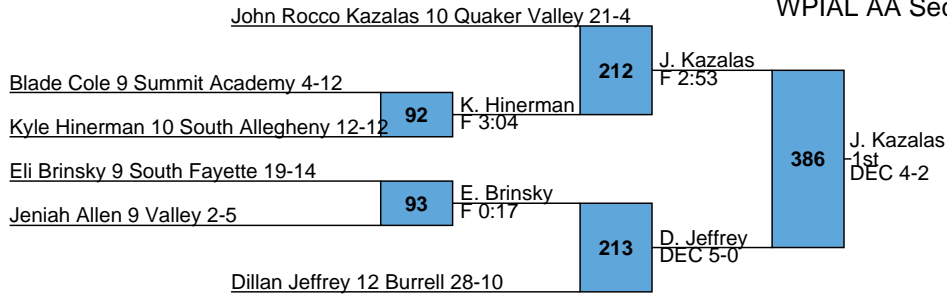 WPIAL AA Sec
John Rocco Kazalas 10 Quaker Valley 21-4
212
J. Kazalas
F 2:53
Blade Cole 9 Summit Academy 4-12
92
K. Hinerman
F 3:04
Kyle Hinerman 10 South Allegheny 12-12
386
J. Kazalas
1st
DEC 4-2
Eli Brinsky 9 South Fayette 19-14
93
E. Brinsky
F 0:17
Jeniah Allen 9 Valley 2-5
213
D. Jeffrey
DEC 5-0
Dillan Jeffrey 12 Burrell 28-10